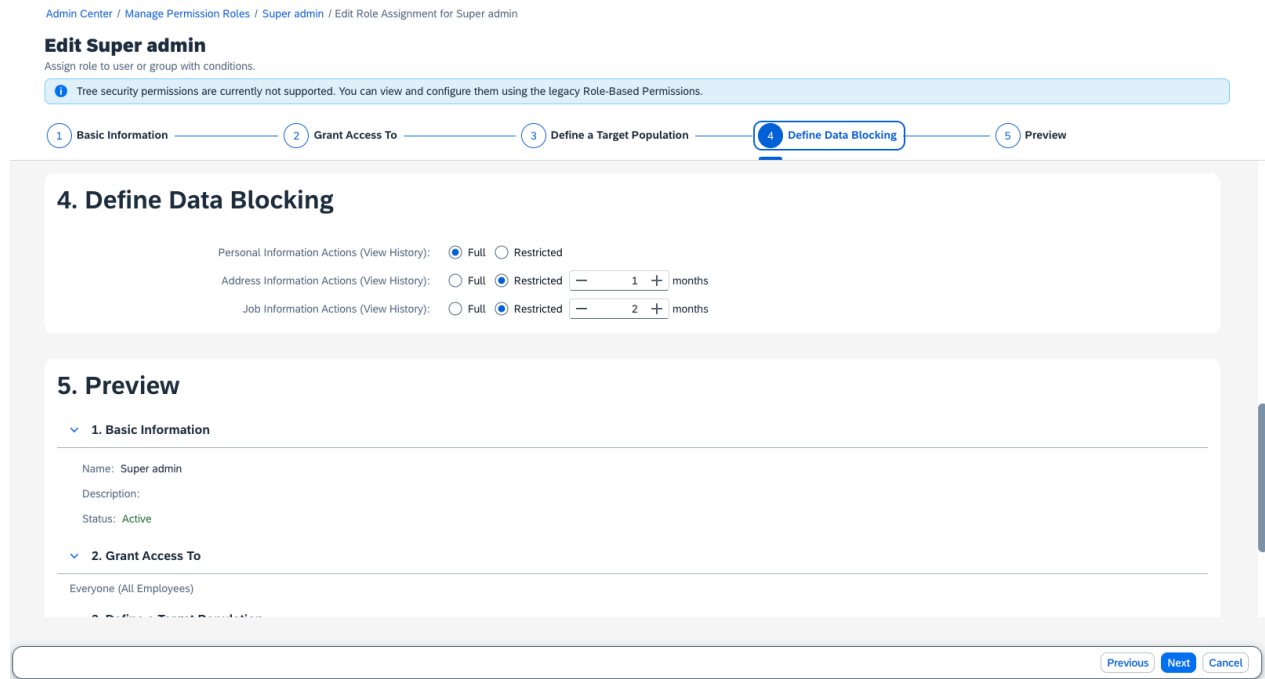 Admin Center / Manage Permission Roles / Super admin / Edit Role Assignment for Super admin
Edit Super admin
Assign role to user or group with conditions.
Tree security permissions are currently not supported. You can view and configure them using the legacy Role-Based Permissions.
1 Basic Information 2 Grant Access To 3 Define a Target Population 4 Define Data Blocking 5 Preview
4. Define Data Blocking
Personal Information Actions (View History): Full Restricted
Address Information Actions (View History): Full Restricted 1 months
Job Information Actions (View History): Full Restricted 2 months
5. Preview
1. Basic Information
Name: Super admin
Description:
Status: Active
2. Grant Access To
Everyone (All Employees)
3. Define a Target Population
Previous Next Cancel